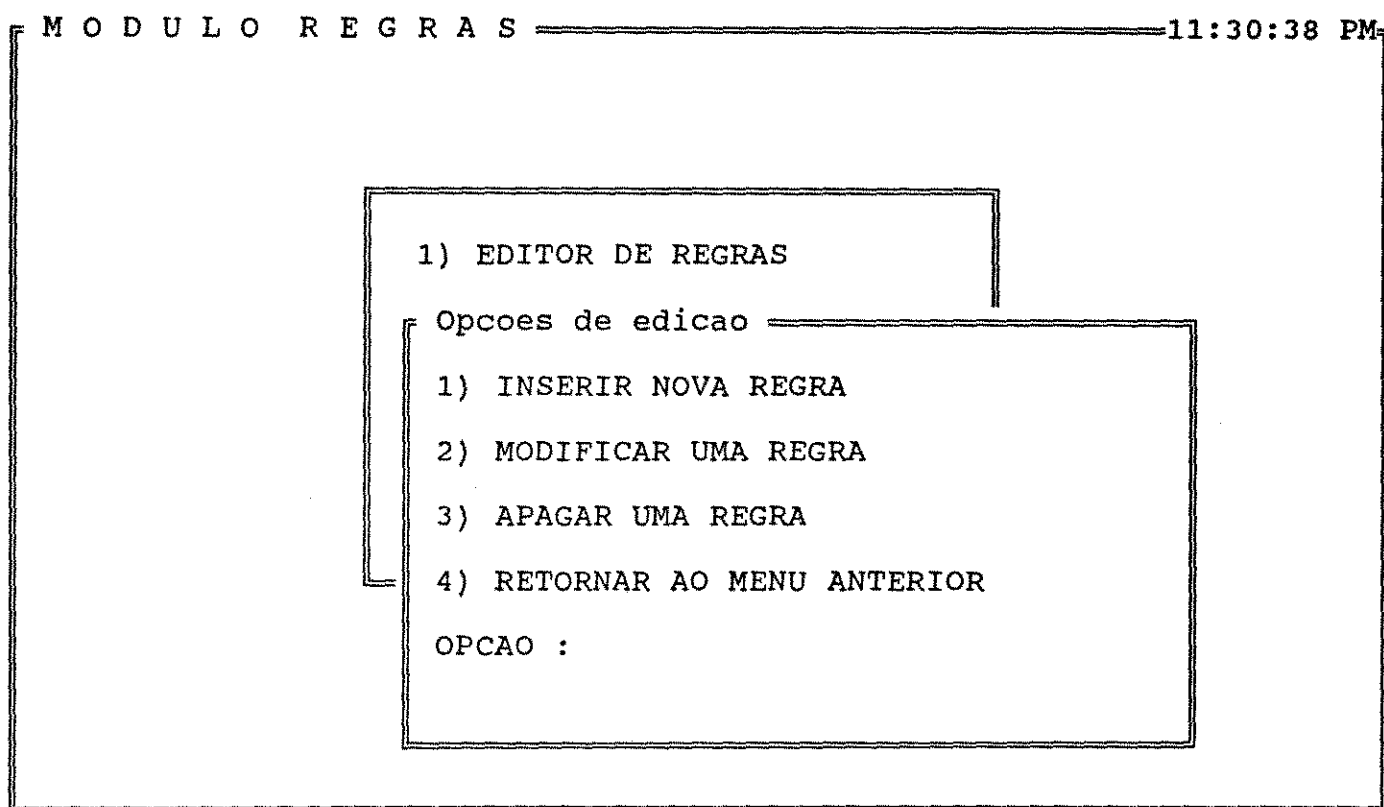 M O D U L O   R E G R A S 11:30:38 PM
1) EDITOR DE REGRAS
Opcoes de edicao
1) INSERIR NOVA REGRA
2) MODIFICAR UMA REGRA
3) APAGAR UMA REGRA
4) RETORNAR AO MENU ANTERIOR
OPCAO :